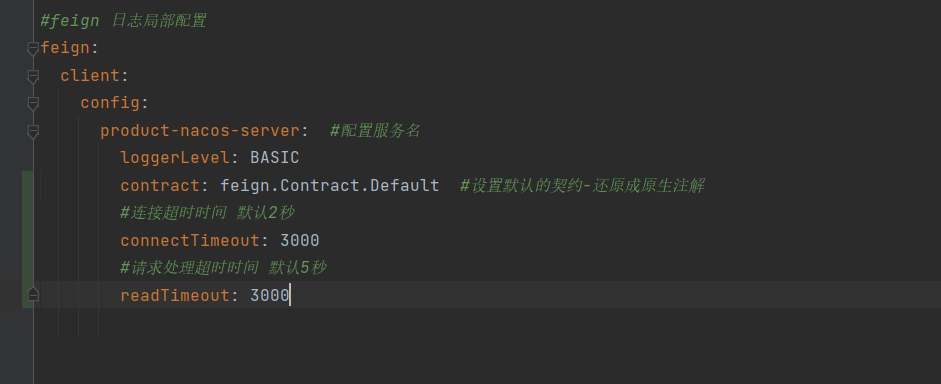 #feign 日志局部配置
feign:
  client:
    config:
      product-nacos-server:  #配置服务名
        loggerLevel: BASIC
        contract: feign.Contract.Default  #设置默认的契约-还原成原生注解
        #连接超时时间 默认2秒
        connectTimeout: 3000
        #请求处理超时时间 默认5秒
        readTimeout: 3000